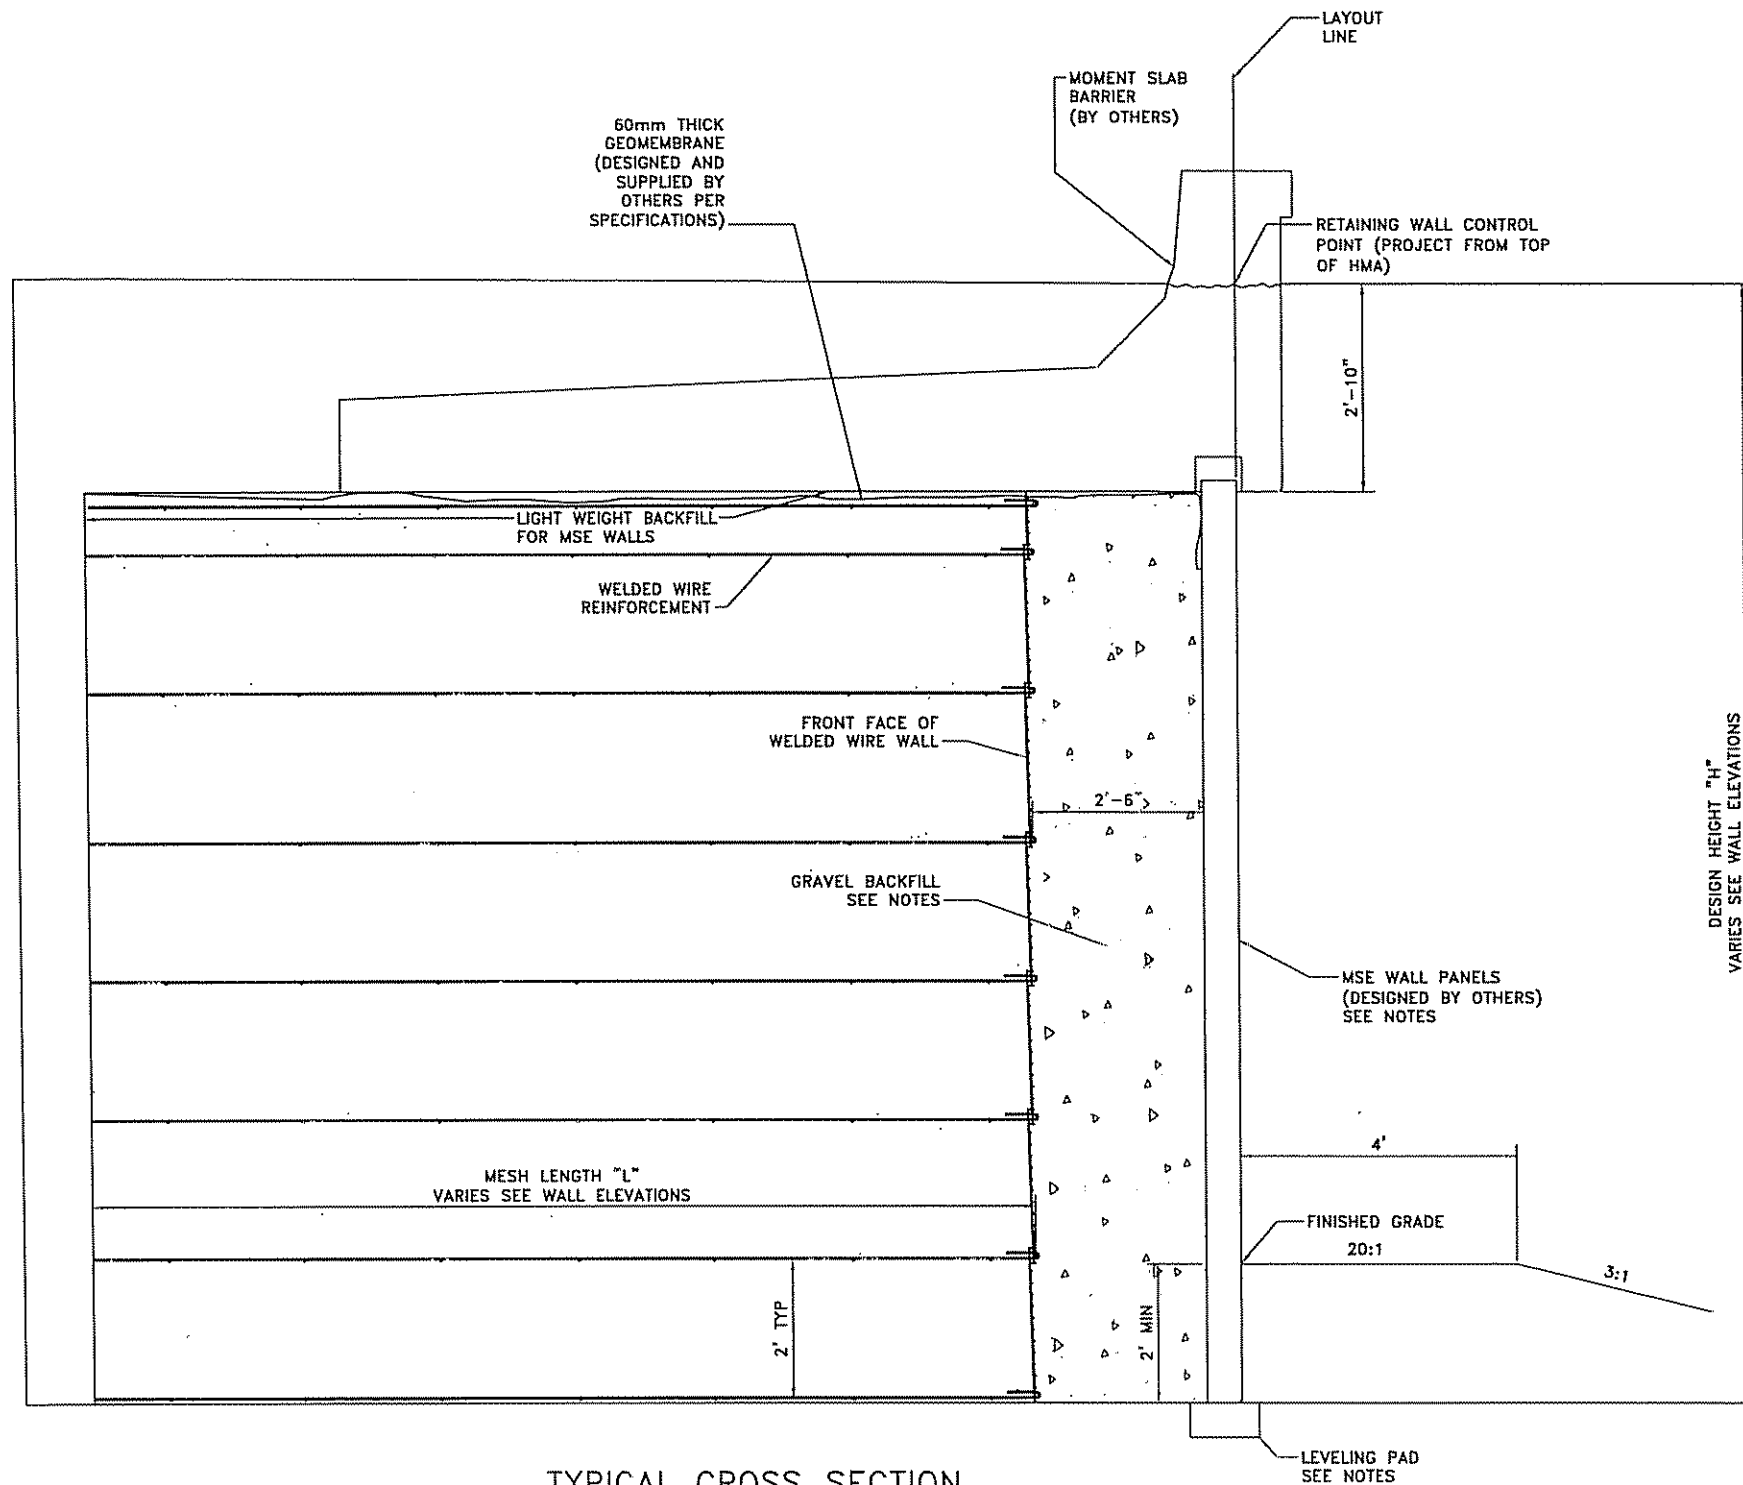 LAYOUT
LINE
MOMENT SLAB
BARRIER
(BY OTHERS)
60mm THICK
GEOMEMBRANE
(DESIGNED AND
SUPPLIED BY
OTHERS PER
SPECIFICATIONS)
RETAINING WALL CONTROL
POINT (PROJECT FROM TOP
OF HMA)
2'-10"
LIGHT WEIGHT BACKFILL
FOR MSE WALLS
WELDED WIRE
REINFORCEMENT
FRONT FACE OF
WELDED WIRE WALL
2'-6"
DESIGN HEIGHT "H"
VARIES SEE WALL ELEVATIONS
GRAVEL BACKFILL
SEE NOTES
MSE WALL PANELS
(DESIGNED BY OTHERS)
SEE NOTES
4'
MESH LENGTH "L"
VARIES SEE WALL ELEVATIONS
FINISHED GRADE
20:1
3:1
2' TYP
2' MIN
LEVELING PAD
SEE NOTES
TYPICAL CROSS SECTION